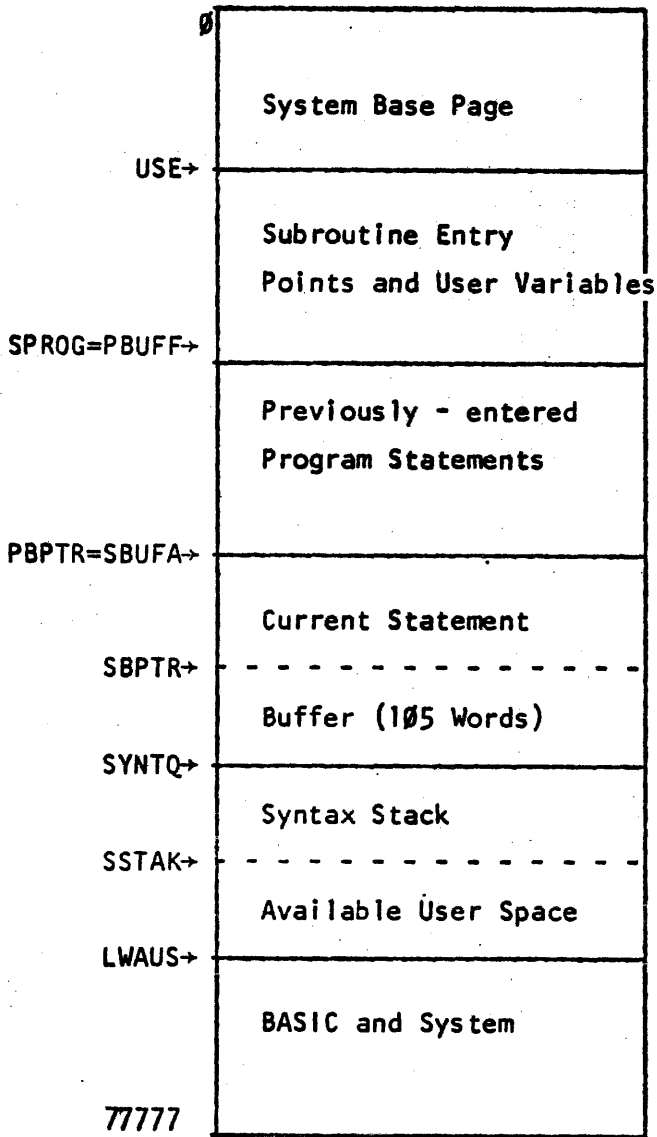 Ø
System Base Page
USE→
Subroutine Entry
Points and User Variables
SPROG=PBUFF→
Previously - entered
Program Statements
PBPTR=SBUFA→
Current Statement
SBPTR→
Buffer (1Ø5 Words)
SYNTQ→
Syntax Stack
SSTAK→
Available User Space
LWAUS→
BASIC and System
77777